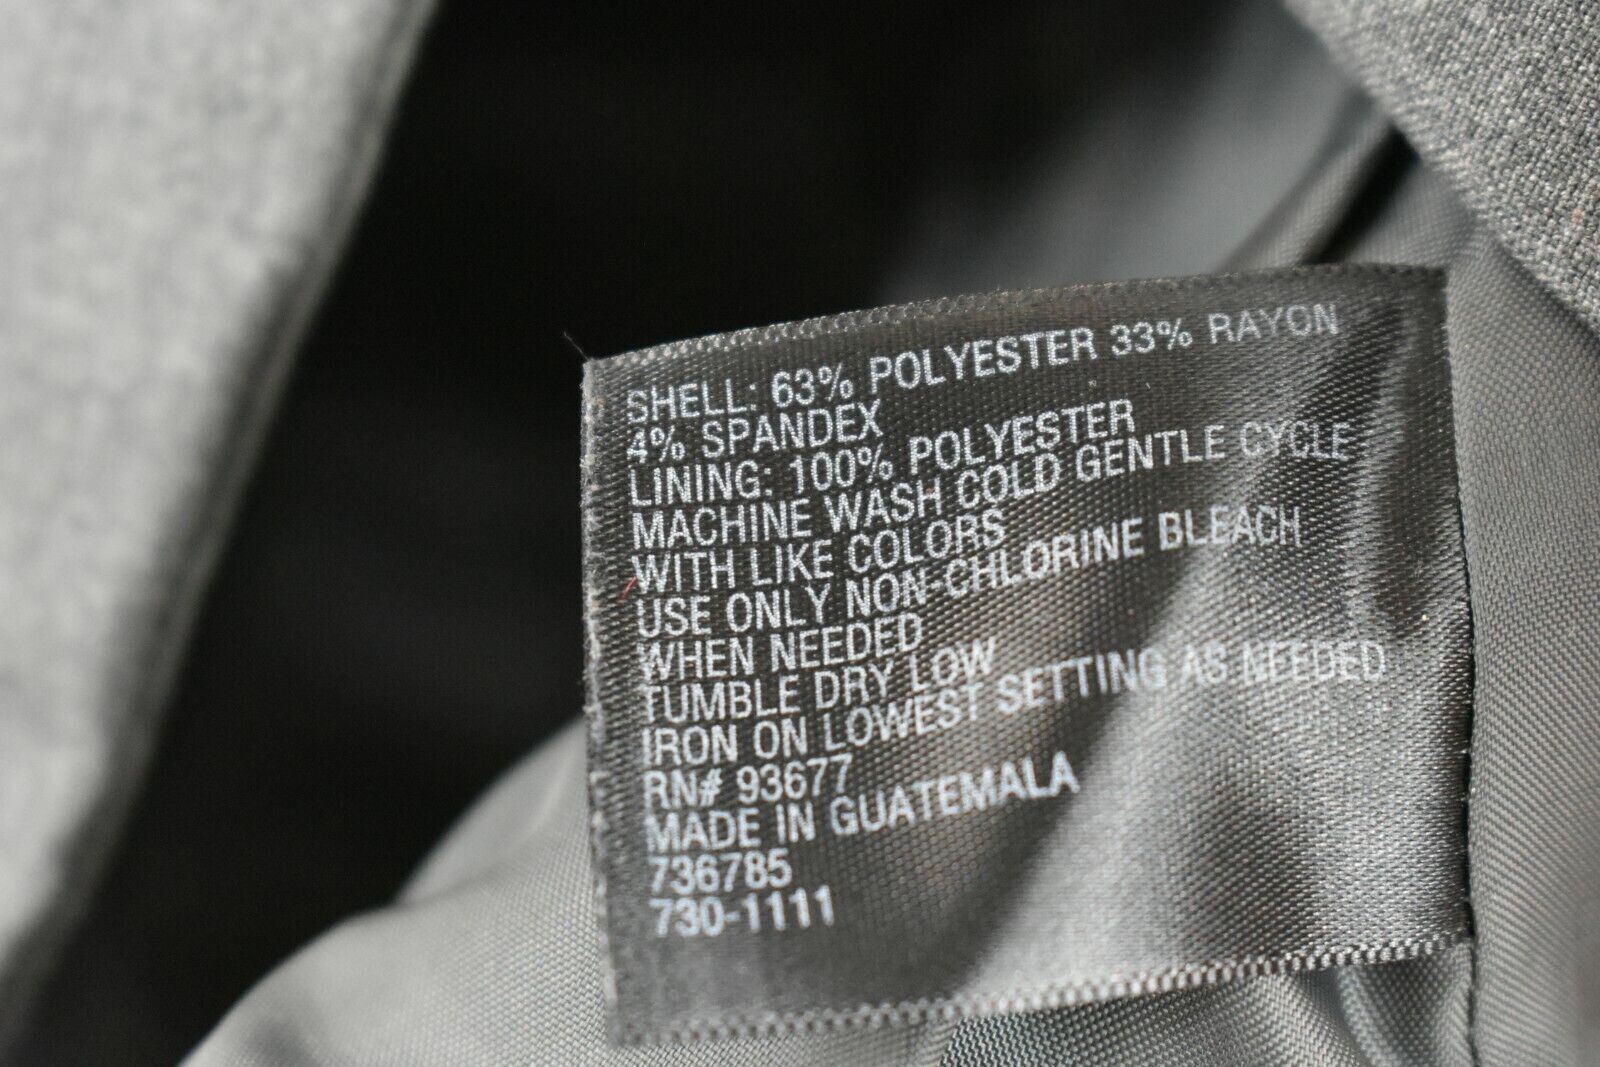 SHELL: 63% POLYESTER 33% RAYON
4% SPANDEX
LINING: 100% POLYESTER
MACHINE WASH COLD GENTLE CYCLE
WITH LIKE COLORS
USE ONLY NON-CHLORINE BLEACH
WHEN NEEDED
TUMBLE DRY LOW
IRON ON LOWEST SETTING AS NEEDED
RN# 93677
MADE IN GUATEMALA
736785
730-1111